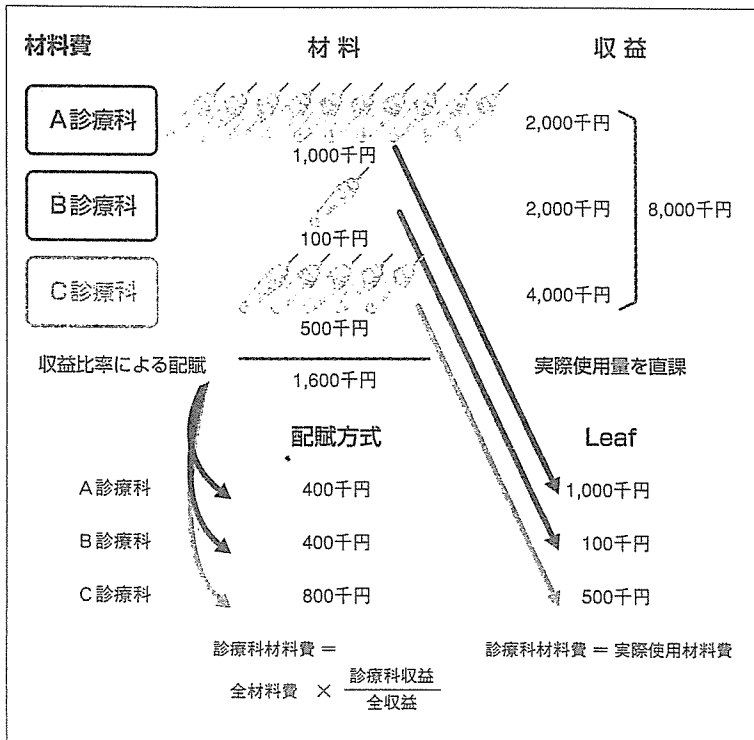 材料費 材料 収益
A診療科 2,000千円
1,000千円
B診療科 2,000千円 8,000千円
100千円
C診療科 4,000千円
500千円
収益比率による配賦 1,600千円 実際使用量を直課
配賦方式 Leaf
A診療科 400千円 1,000千円
B診療科 400千円 100千円
C診療科 800千円 500千円
診療科材料費 = 診療科材料費 = 実際使用材料費
全材料費 × 診療科収益
全収益